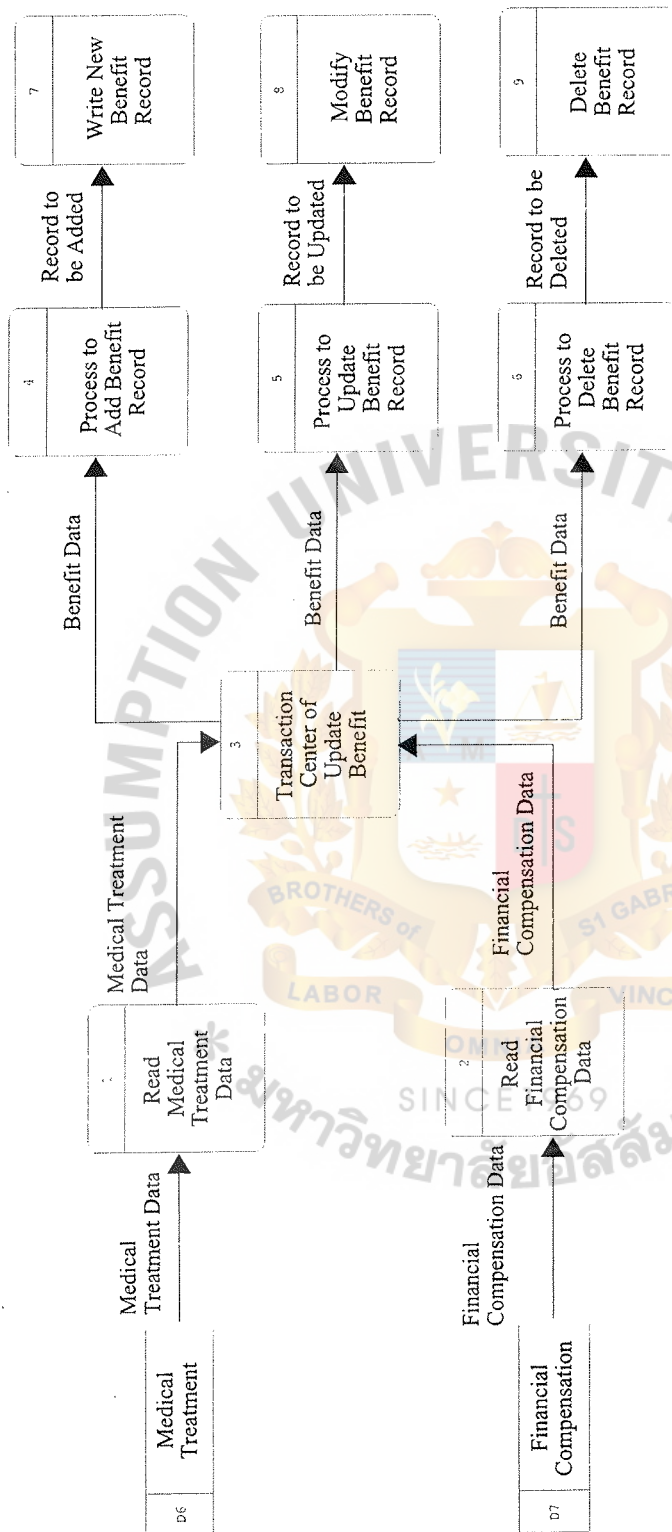 D6
Medical
Treatment
Medical
Treatment Data
Read
Medical
Treatment
Data
Medical Treatment
Data
D7
Financial
Compensation
Financial
Compensation Data
2
Read
Financial
Compensation
Data
Financial
Compensation Data
3
Transaction
Center of
Update
Benefit
Benefit Data
4
Process to
Add Benefit
Record
Record to
be Added
7
Write New
Benefit
Record
Benefit Data
5
Process to
Update
Benefit
Record
Record to
be Updated
8
Modify
Benefit
Record
Benefit Data
6
Process to
Delete
Benefit
Record
Record to be
Deleted
9
Delete
Benefit
Record
ASSUMPTION UNIVERSIT
BROTHERS of
S1 GABR
LABOR
VINC
SINCE 1969